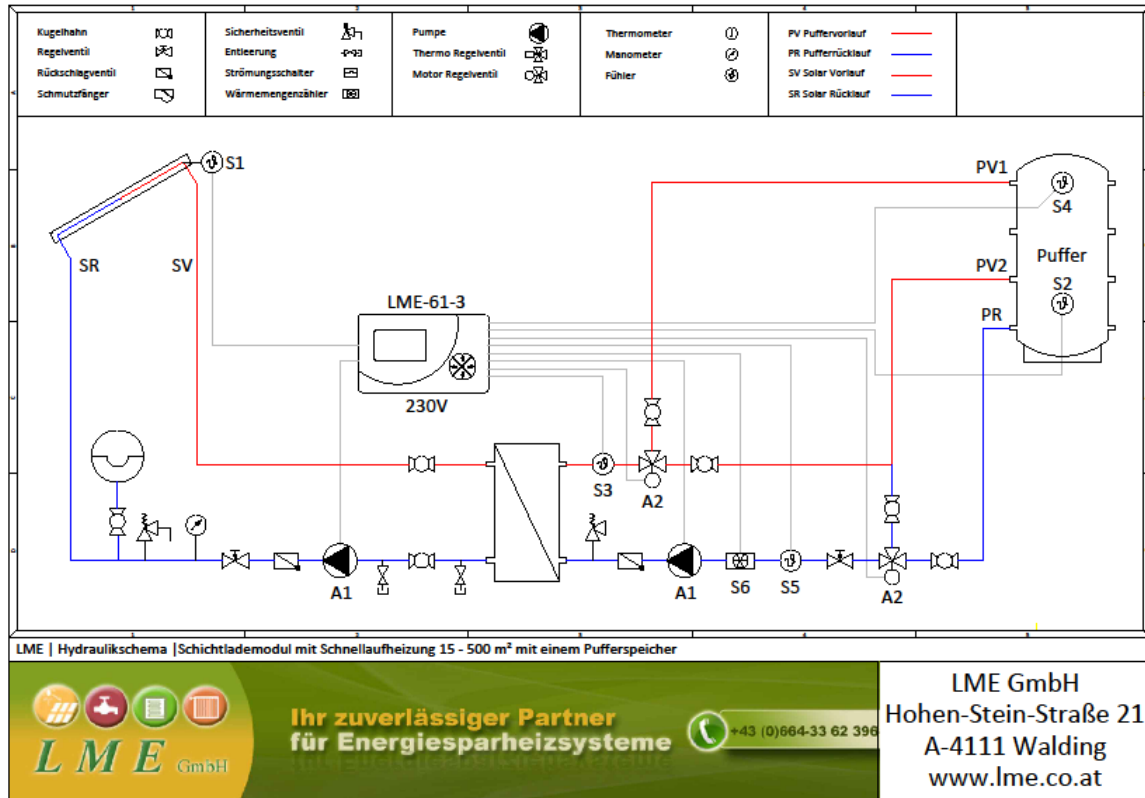 Kugelhahn
Regelventil
Rückschlagventil
Schmutzfänger
Sicherheitsventil
Entleerung
Strömungsschalter
Wärmemengenzähler
Pumpe
Thermo Regelventil
Motor Regelventil
Thermometer
Manometer
Fühler
PV Puffervorlauf
PR Pufferrücklauf
SV Solar Vorlauf
SR Solar Rücklauf
S1
PV1
S4
SR
SV
Puffer
PV2
S2
LME-61-3
PR
230V
S3
A2
A1
A1
S6
S5
A2
LME | Hydraulikschema |Schichtlademodul mit Schnellaufheizung 15 - 500 m² mit einem Pufferspeicher
L M E GmbH
Ihr zuverlässiger Partner
für Energiesparheizsysteme
+43 (0)664-33 62 396
LME GmbH
Hohen-Stein-Straße 21
A-4111 Walding
www.lme.co.at